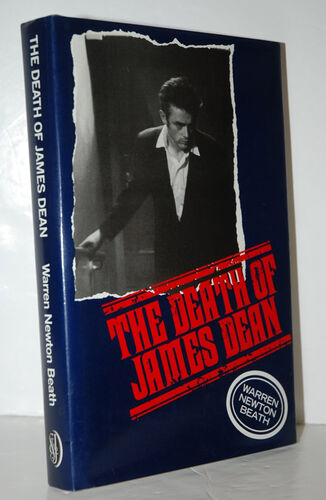 THE DEATH OF JAMES DEAN
Warren Newton Beath
THE DEATH OF
JAMES DEAN
WARREN
NEWTON
BEATH